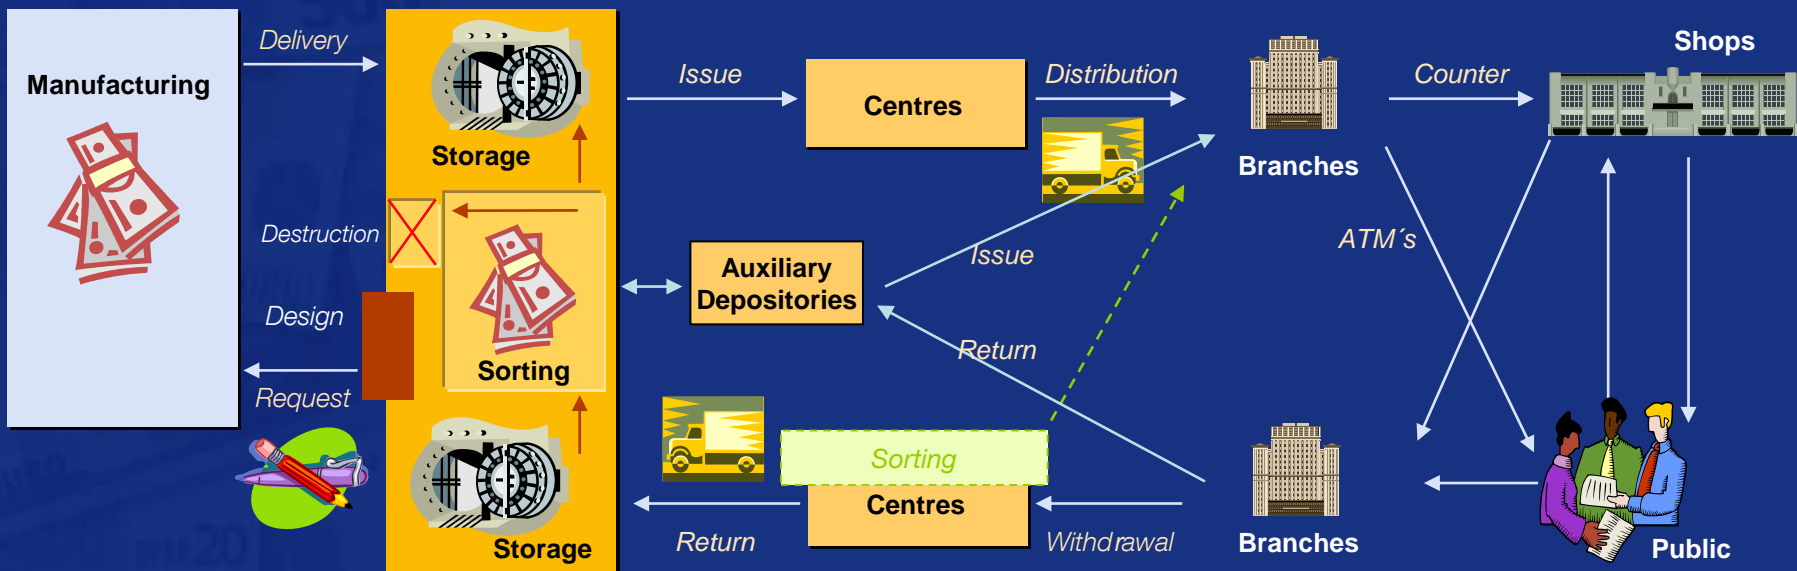 Manufacturing
Delivery
Storage
Issue
Centres
Distribution
Branches
Counter
Shops
Destruction
Sorting
Auxiliary
Depositories
Issue
ATM´s
Design
Request
Return
Storage
Return
Sorting
Centres
Withdrawal
Branches
Public
20